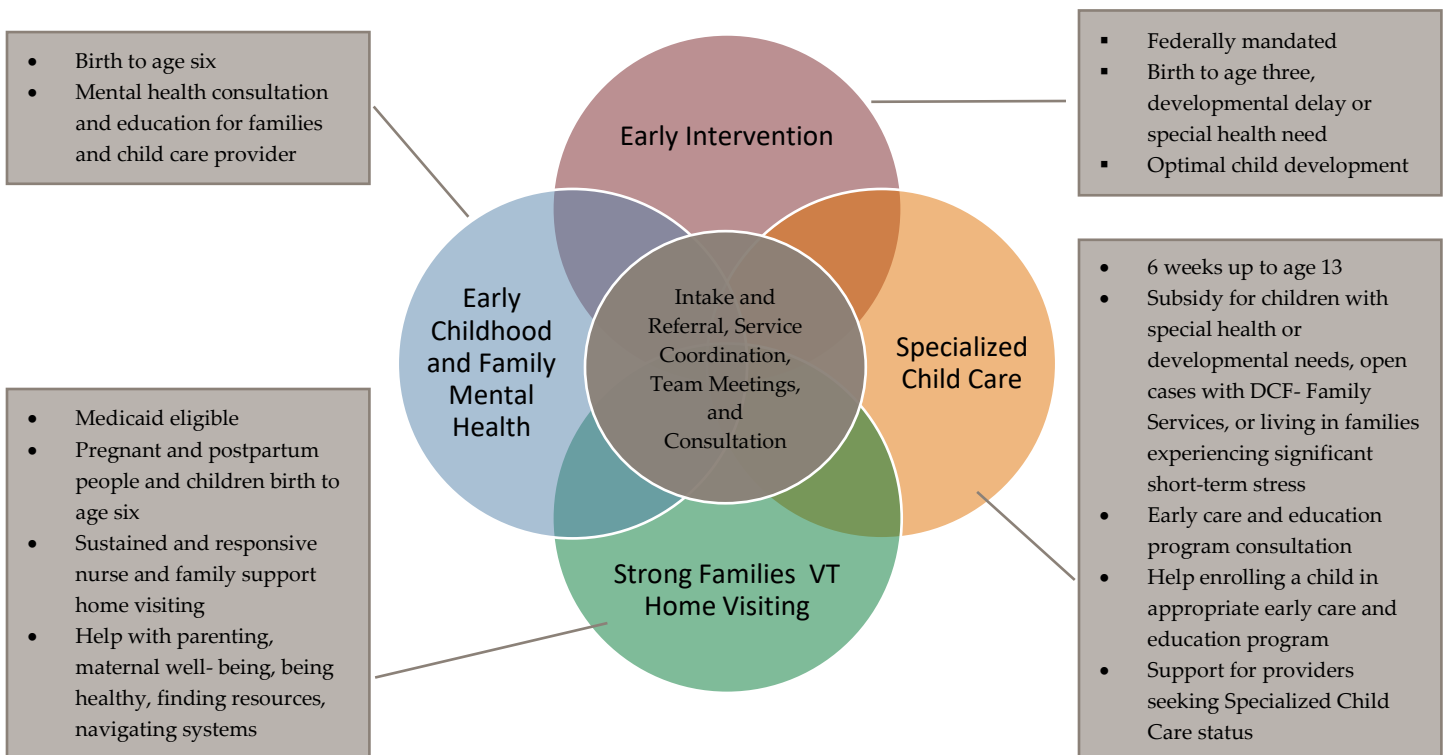 • Birth to age six
• Mental health consultation
and education for families
and child care provider
Early Intervention
▪ Federally mandated
▪ Birth to age three,
developmental delay or
special health need
▪ Optimal child development
Early
Childhood
and Family
Mental
Health
Intake and
Referral, Service
Coordination,
Team Meetings,
and
Consultation
Specialized
Child Care
• 6 weeks up to age 13
• Subsidy for children with
special health or
developmental needs, open
cases with DCF- Family
Services, or living in families
experiencing significant
short-term stress
• Early care and education
program consultation
• Help enrolling a child in
appropriate early care and
education program
• Support for providers
seeking Specialized Child
Care status
• Medicaid eligible
• Pregnant and postpartum
people and children birth to
age six
• Sustained and responsive
nurse and family support
home visiting
• Help with parenting,
maternal well- being, being
healthy, finding resources,
navigating systems
Strong Families VT
Home Visiting